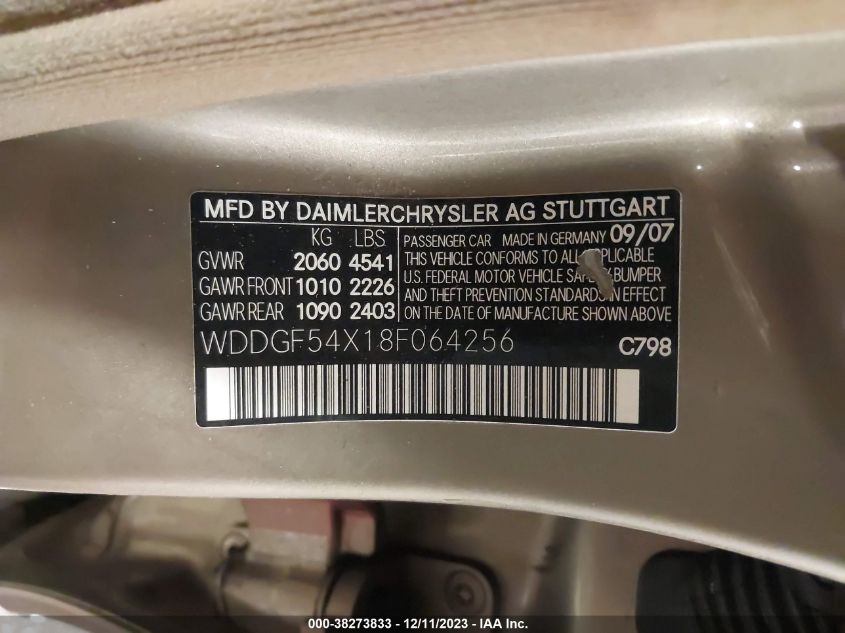 MFD BY DAIMLERCHRYSLER AG STUTTGART
KG LBS
GVWR 2060 4541
GAWR FRONT 1010 2226
GAWR REAR 1090 2403
PASSENGER CAR MADE IN GERMANY 09/07
THIS VEHICLE CONFORMS TO ALL APPLICABLE
U.S. FEDERAL MOTOR VEHICLE SAFETY BUMPER
AND THEFT PREVENTION STANDARDS IN EFFECT
ON THE DATE OF MANUFACTURE SHOWN ABOVE
WDDGF54X18F064256
C798
000-38273833 - 12/11/2023 - IAA Inc.